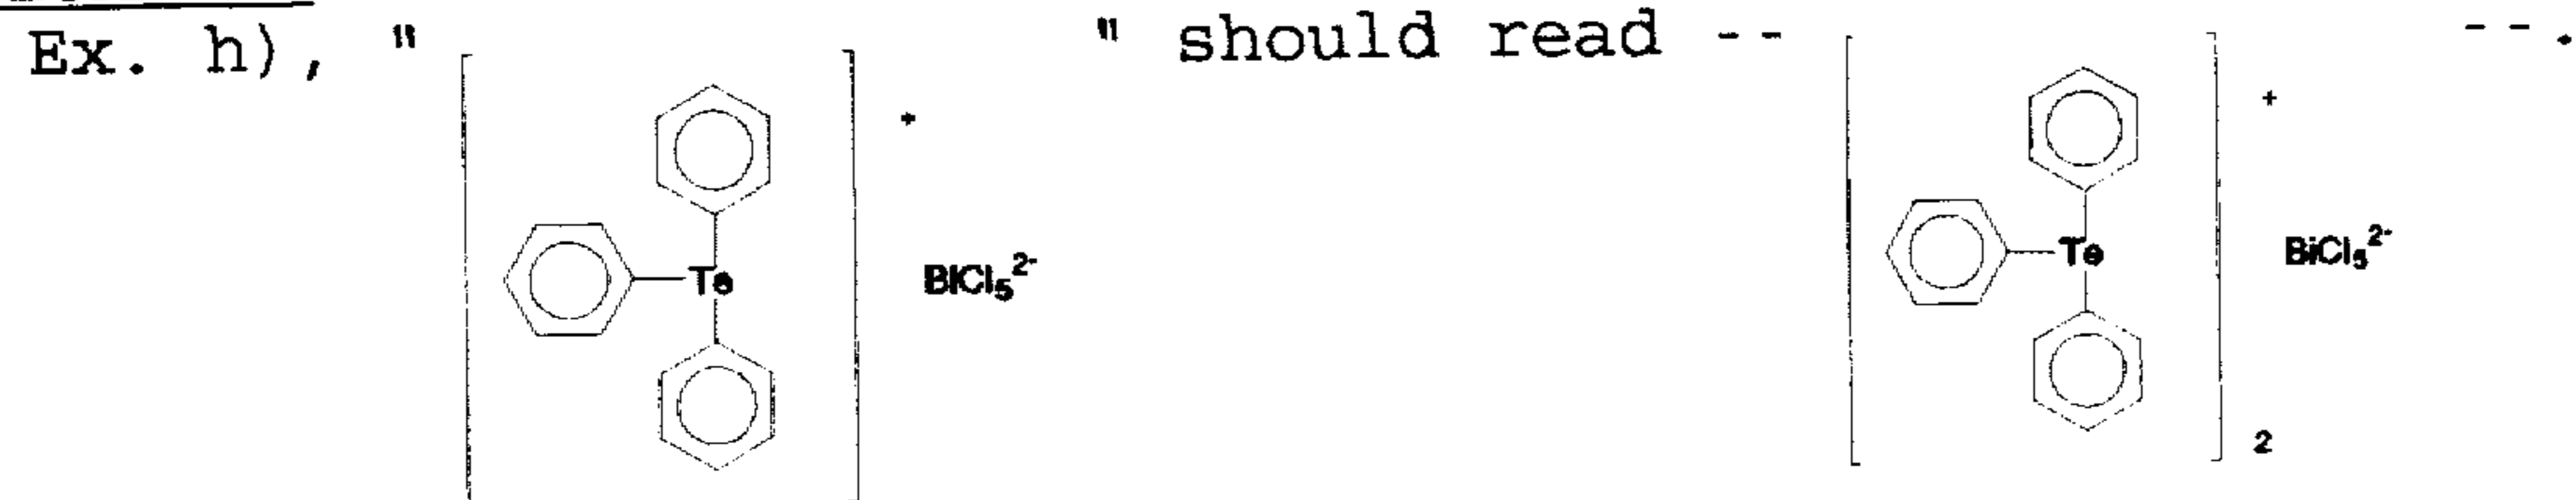 Ex. h), " " should read -- --.
+ +
Te BiCl5 2- Te BiCl5 2-
2